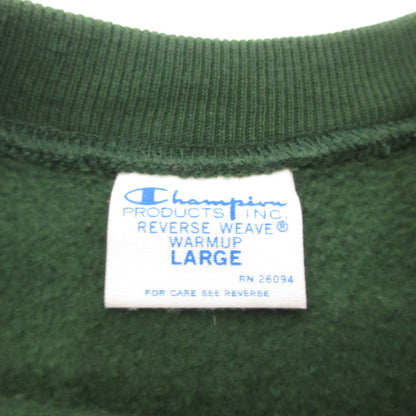 Champion
PRODUCTS INC.
REVERSE WEAVE®
WARMUP
LARGE
RN 26094
FOR CARE SEE REVERSE